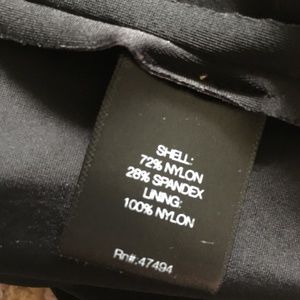 SHELL:
72% NYLON
28% SPANDEX
LINING:
100% NYLON
Rn#.47494